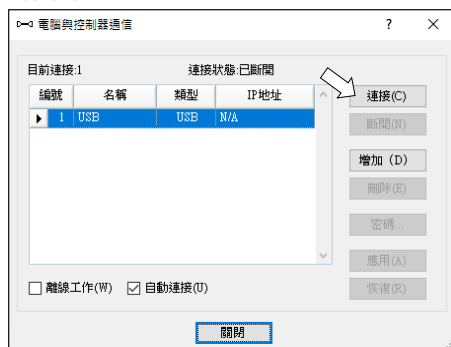 電腦與控制器通信
目前連接:1 連接狀態:已斷開
編號 名稱 類型 IP地址
1 USB USB N/A
連接(C)
斷開(N)
增加 (D)
刪除(E)
密碼...
應用(A)
恢復(R)
離線工作(W) 自動連接(U)
關閉